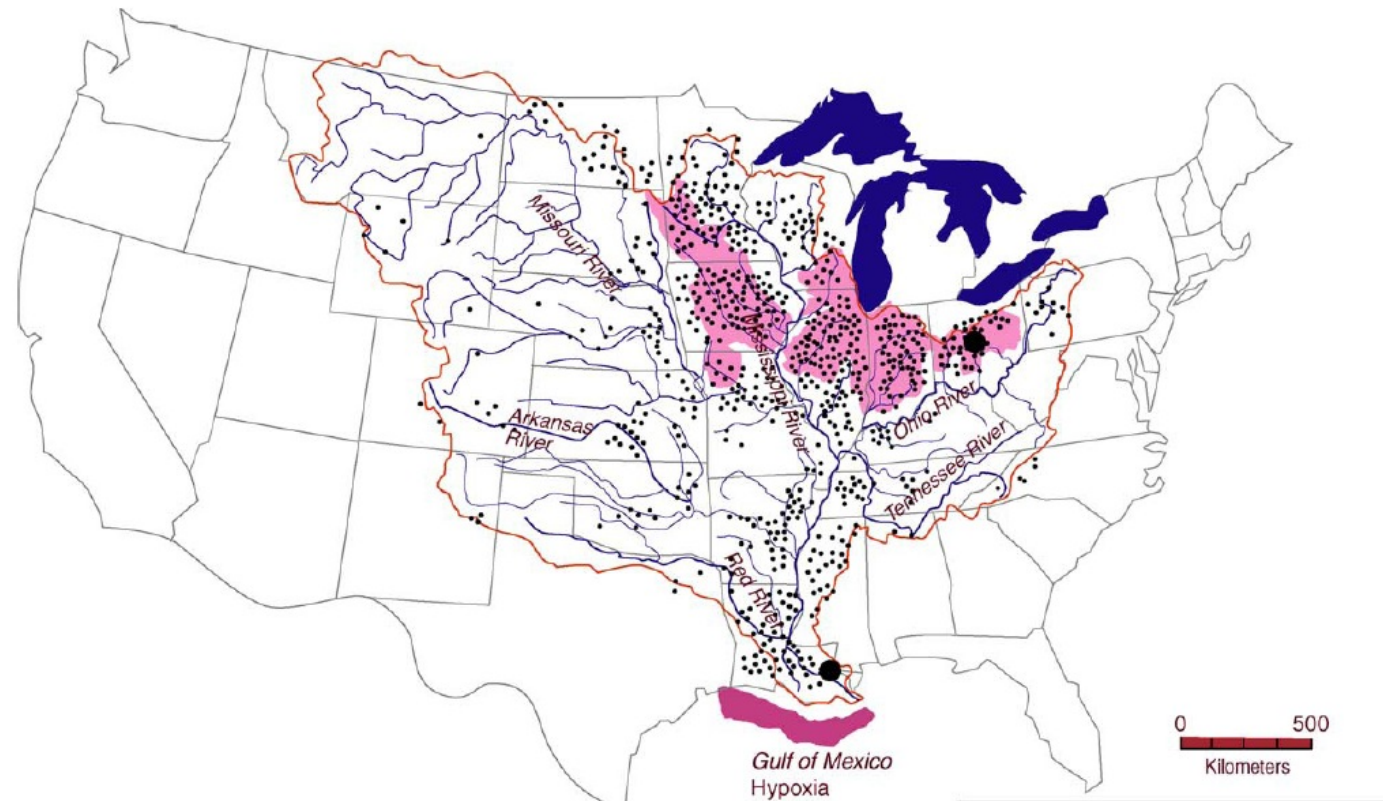 Missouri River
Mississippi River
Arkansas
River
Ohio River
Tennessee River
Red River
0 500
Kilometers
Gulf of Mexico
Hypoxia